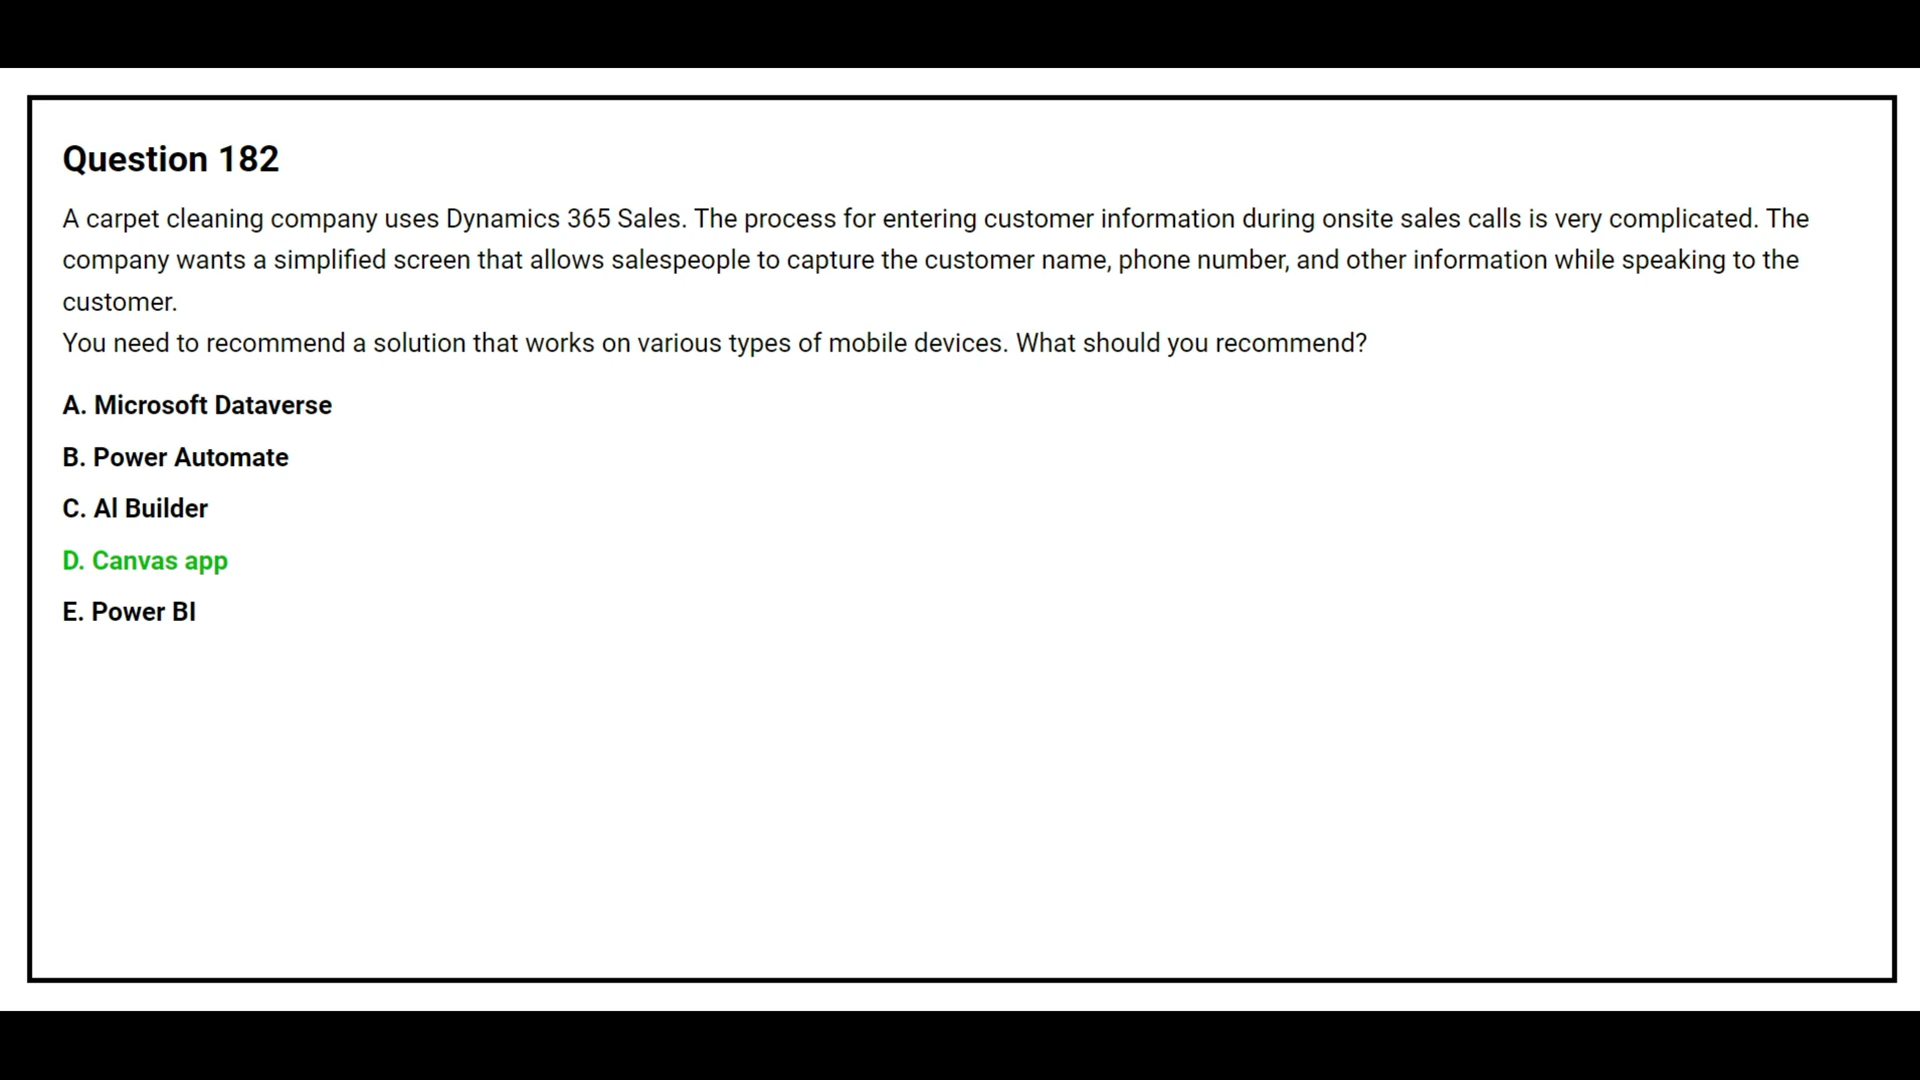 Question 182
A carpet cleaning company uses Dynamics 365 Sales. The process for entering customer information during onsite sales calls is very complicated. The
company wants a simplified screen that allows salespeople to capture the customer name, phone number, and other information while speaking to the
customer.
You need to recommend a solution that works on various types of mobile devices. What should you recommend?
A. Microsoft Dataverse
B. Power Automate
C. Al Builder
D. Canvas app
E. Power BI